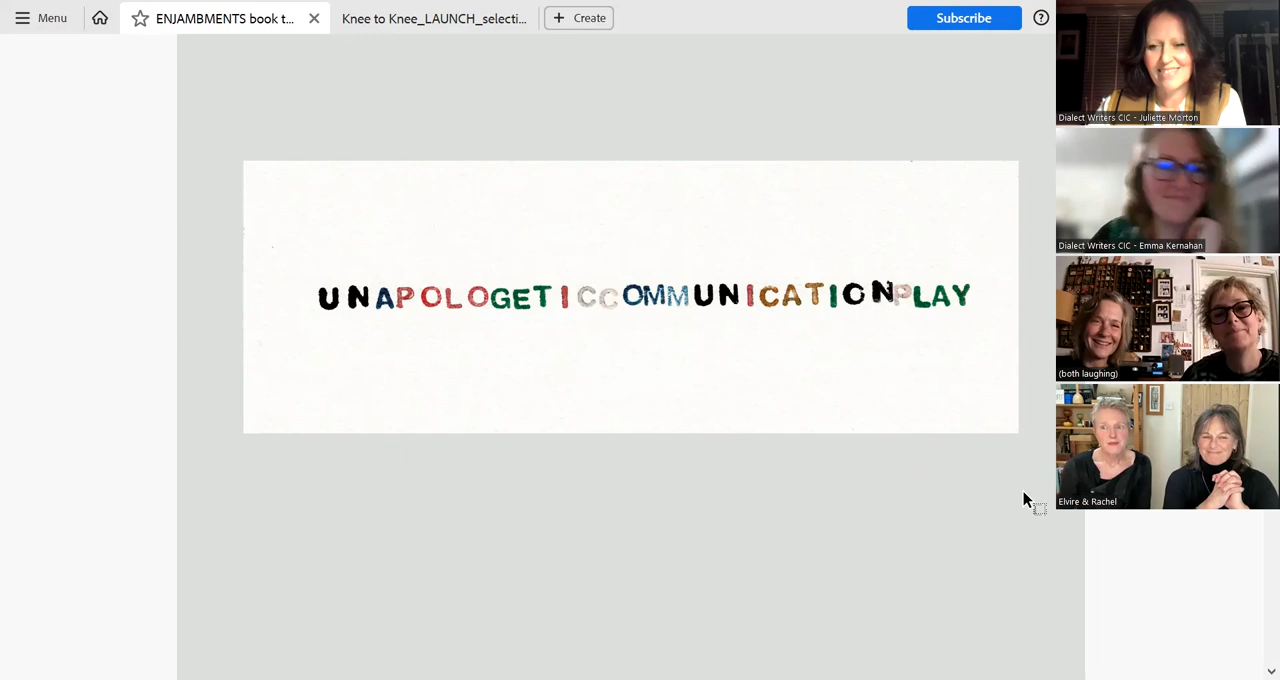 Menu
ENJAMBMENTS book t...
Knee to Knee_LAUNCH_selecti...
Create
Subscribe
Dialect Writers CIC - Juliette Morton
Dialect Writers CIC - Emma Kernahan
UNAPOLOGETICCCOMMUNICATIONPLAY
(both laughing)
Elvire & Rachel